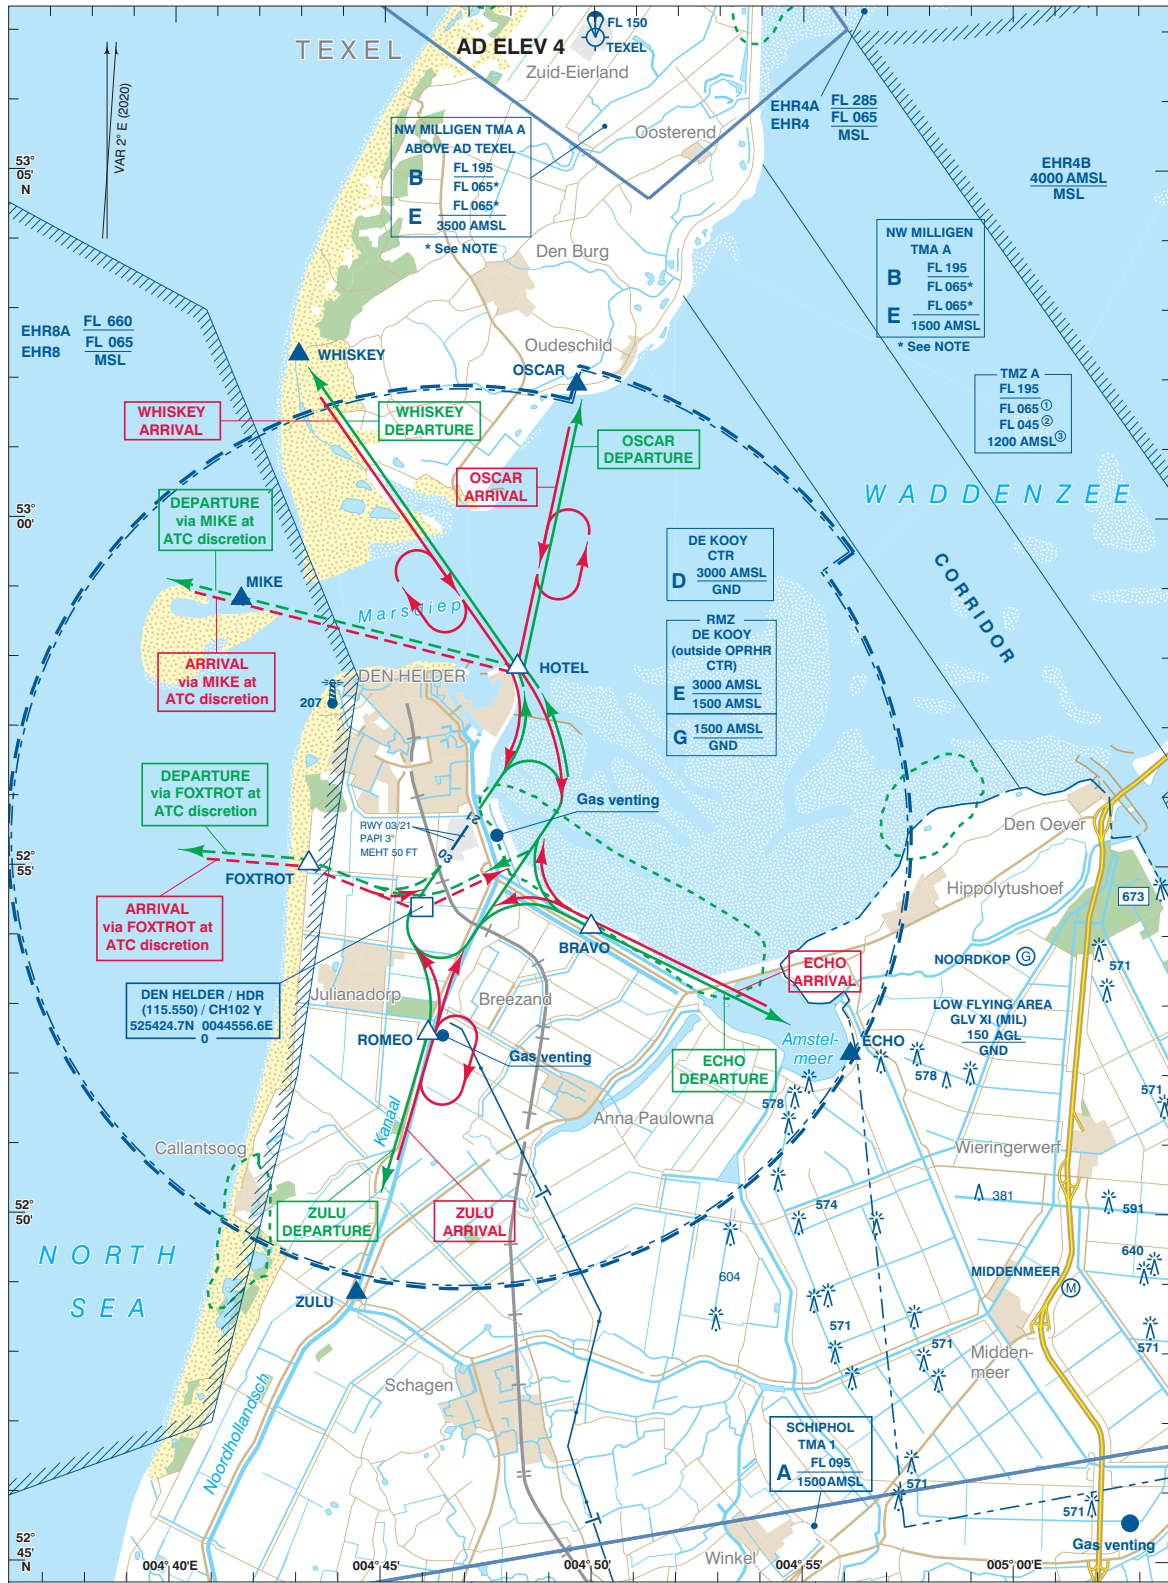 TEXEL
AD ELEV 4
FL 150
TEXEL
Zuid-Eierland
VAR 2° E (2020)
NW MILLIGEN TMA A
ABOVE AD TEXEL
B FL 195
FL 065*
E FL 065*
3500 AMSL
* See NOTE
Oosterend
EHR4A
EHR4
FL 285
FL 065
MSL
EHR4B
4000 AMSL
MSL
53°
05'
N
Den Burg
NW MILLIGEN
TMA A
B FL 195
FL 065*
E FL 065*
1500 AMSL
* See NOTE
EHR8A FL 660
EHR8 FL 065
MSL
WHISKEY
Oudeschild
OSCAR
TMZ A
FL 195
FL 065①
FL 045②
1200 AMSL③
WHISKEY
ARRIVAL
WHISKEY
DEPARTURE
OSCAR
DEPARTURE
OSCAR
ARRIVAL
WADDENZEE
53°
00'
DEPARTURE
via MIKE at
ATC discretion
MIKE
Marsdiep
DE KOOY
CTR
D 3000 AMSL
GND
CORRIDOR
RMZ
DE KOOY
(outside OPRHR
CTR)
E 3000 AMSL
1500 AMSL
G 1500 AMSL
GND
ARRIVAL
via MIKE at
ATC discretion
DEN HELDER
HOTEL
207
DEPARTURE
via FOXTROT at
ATC discretion
Gas venting
RWY 03/21
PAPI 3°
MEHT 50 FT
21
03
Den Oever
52°
55'
FOXTROT
Hippolytushoef
673
ARRIVAL
via FOXTROT at
ATC discretion
BRAVO
NOORDKOP G
571
ECHO
ARRIVAL
DEN HELDER / HDR
(115.550) / CH102 Y
525424.7N 0044556.6E
0
Julianadorp
Breezand
LOW FLYING AREA
GLV XI (MIL)
150 AGL
GND
ROMEO
Gas venting
Amstel-
meer
ECHO
ECHO
DEPARTURE
578
578
571
Anna Paulowna
Kanaal
Callantsoog
Wieringerwerf
52°
50'
ZULU
DEPARTURE
ZULU
ARRIVAL
574
381
591
NORTH
SEA
640
604
MIDDENMEER
M
ZULU
571
571
571
Midden-
meer
Schagen
Noordhollandsch
SCHIPHOL
TMA 1
A FL 095
1500 AMSL
571
571
52°
45'
N
Winkel
Gas venting
004° 40'E
004° 45'
004° 50'
004° 55'
005° 00'E